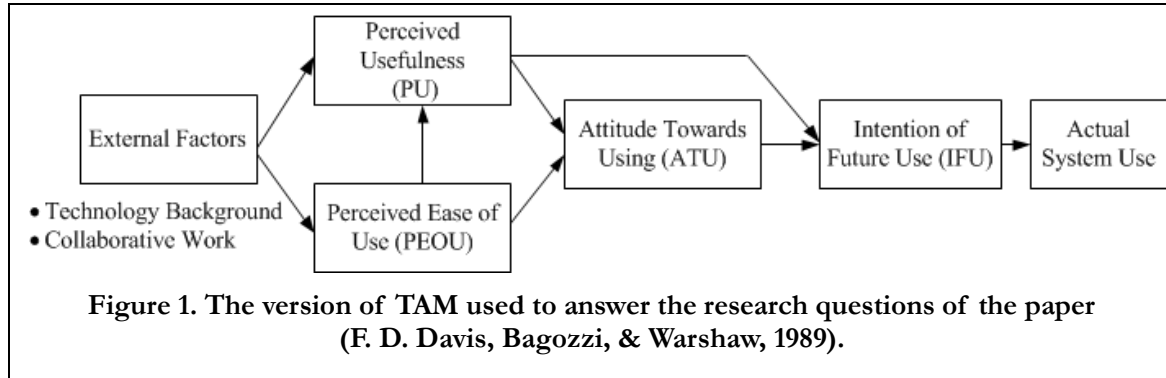 Perceived
Usefulness
(PU)
External Factors
• Technology Background
• Collaborative Work
Perceived Ease of
Use (PEOU)
Attitude Towards
Using (ATU)
Intention of
Future Use (IFU)
Actual
System Use
Figure 1. The version of TAM used to answer the research questions of the paper
(F. D. Davis, Bagozzi, & Warshaw, 1989).